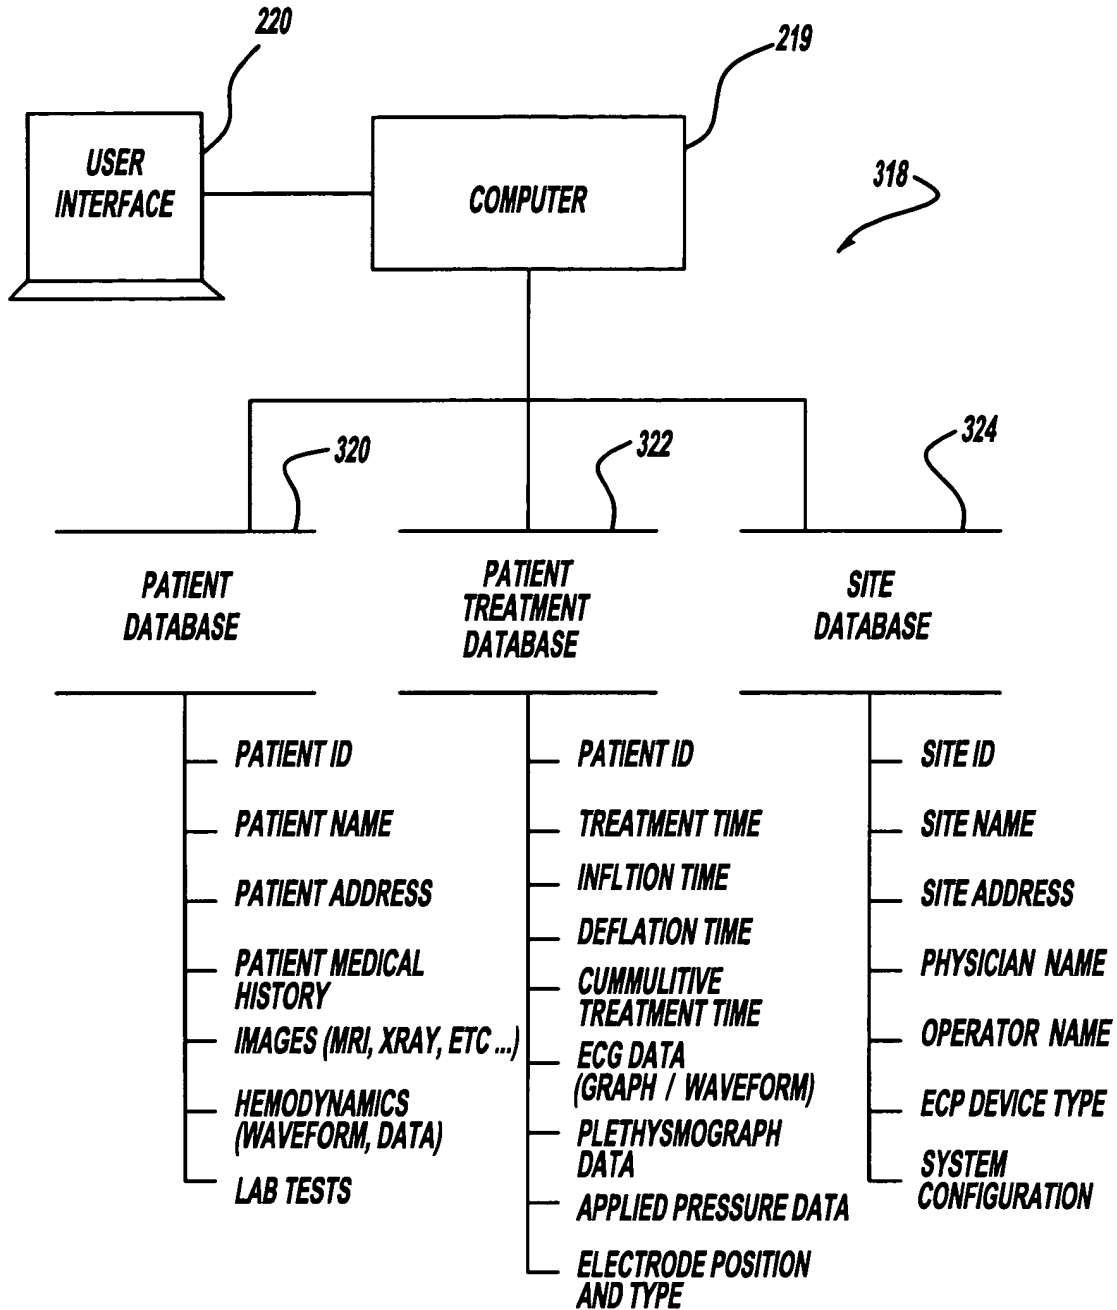 220
219
USER
INTERFACE
COMPUTER
318
320
322
324
PATIENT
DATABASE
PATIENT
TREATMENT
DATABASE
SITE
DATABASE
PATIENT ID
PATIENT NAME
PATIENT ADDRESS
PATIENT MEDICAL
HISTORY
IMAGES (MRI, XRAY, ETC ...)
HEMODYNAMICS
(WAVEFORM, DATA)
LAB TESTS
PATIENT ID
TREATMENT TIME
INFLTION TIME
DEFLATION TIME
CUMMULITIVE
TREATMENT TIME
ECG DATA
(GRAPH / WAVEFORM)
PLETHYSMOGRAPH
DATA
APPLIED PRESSURE DATA
ELECTRODE POSITION
AND TYPE
SITE ID
SITE NAME
SITE ADDRESS
PHYSICIAN NAME
OPERATOR NAME
ECP DEVICE TYPE
SYSTEM
CONFIGURATION